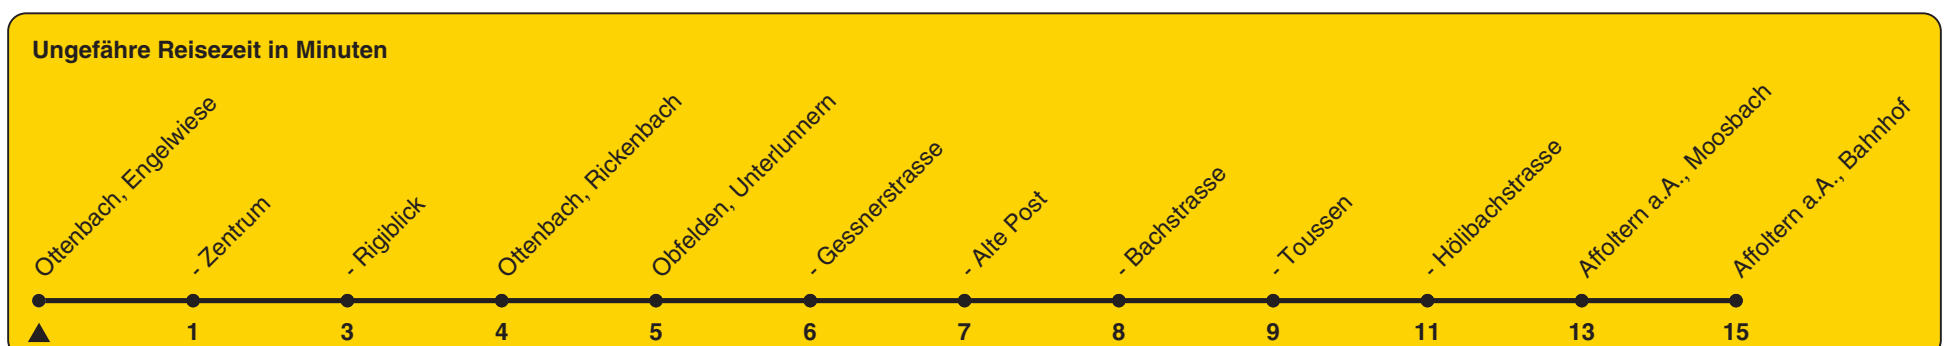 Ungefähre Reisezeit in Minuten
Ottenbach, Engelwiese
- Zentrum
- Rigiblick
Ottenbach, Rickenbach
Obfelden, Unterlunnern
- Gessnerstrasse
- Alte Post
- Bachstrasse
- Toussen
- Hölibachstrasse
Affoltern a.A., Moosbach
Affoltern a.A., Bahnhof
1 3 4 5 6 7 8 9 11 13 15